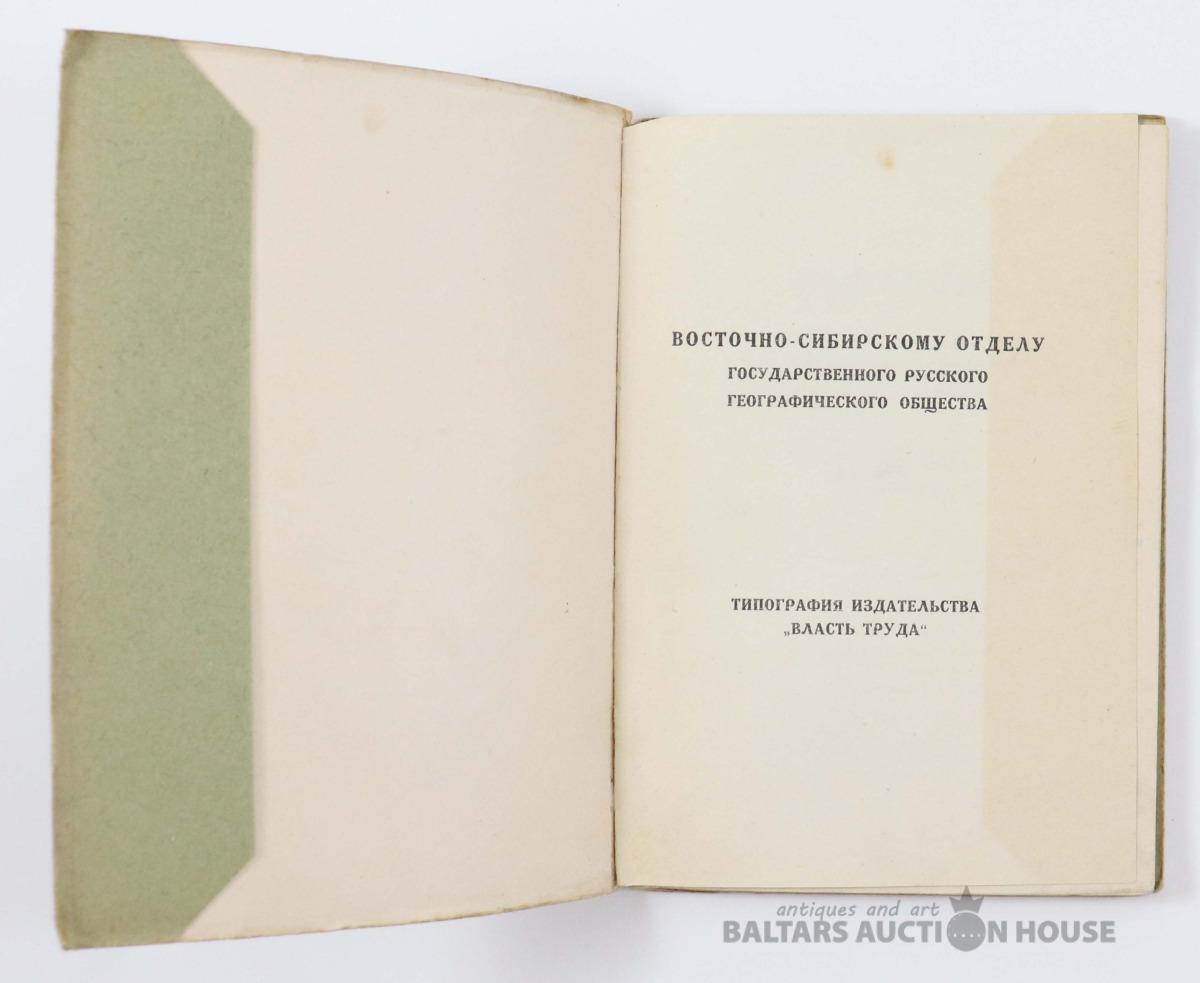 ВОСТОЧНО-СИБИРСКОМУ ОТДЕЛУ
ГОСУДАРСТВЕННОГО РУССКОГО
ГЕОГРАФИЧЕСКОГО ОБЩЕСТВА
ТИПОГРАФИЯ ИЗДАТЕЛЬСТВА
„ВЛАСТЬ ТРУДА“
antiques and art
BALTARS AUCTION HOUSE